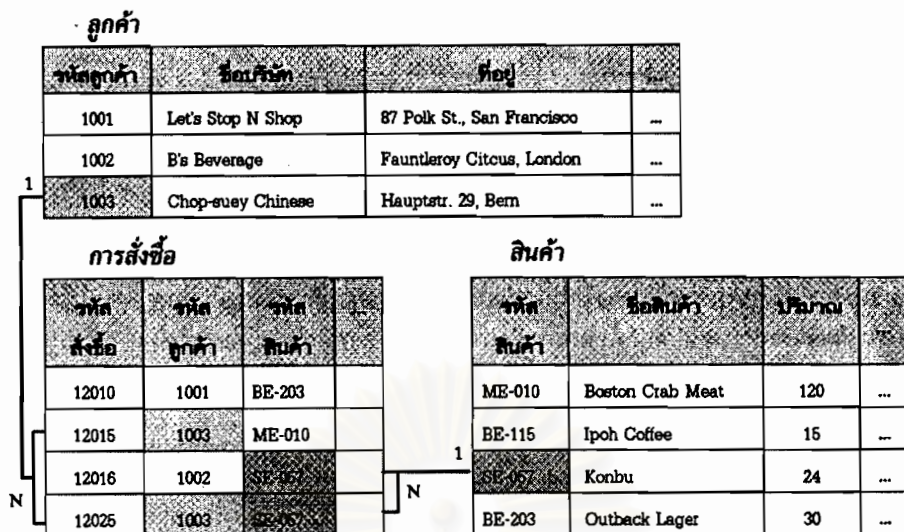 ลูกค้า
รหัสลูกค้า ชื่อบริษัท ที่อยู่ ...
1001 Let's Stop N Shop 87 Polk St., San Francisco ...
1002 B's Beverage Fauntleroy Citcus, London ...
1003 Chop-suey Chinese Hauptstr. 29, Bern ...
1
การสั่งซื้อ
รหัส รหัส รหัส ...
สั่งซื้อ ลูกค้า สินค้า
12010 1001 BE-203
12015 1003 ME-010
12016 1002 SE-057
12025 1003 SE-057
N
N
1
สินค้า
รหัส ชื่อสินค้า ปริมาณ ...
สินค้า
ME-010 Boston Crab Meat 120 ...
BE-115 Ipoh Coffee 15 ...
SE-057 Konbu 24 ...
BE-203 Outback Lager 30 ...